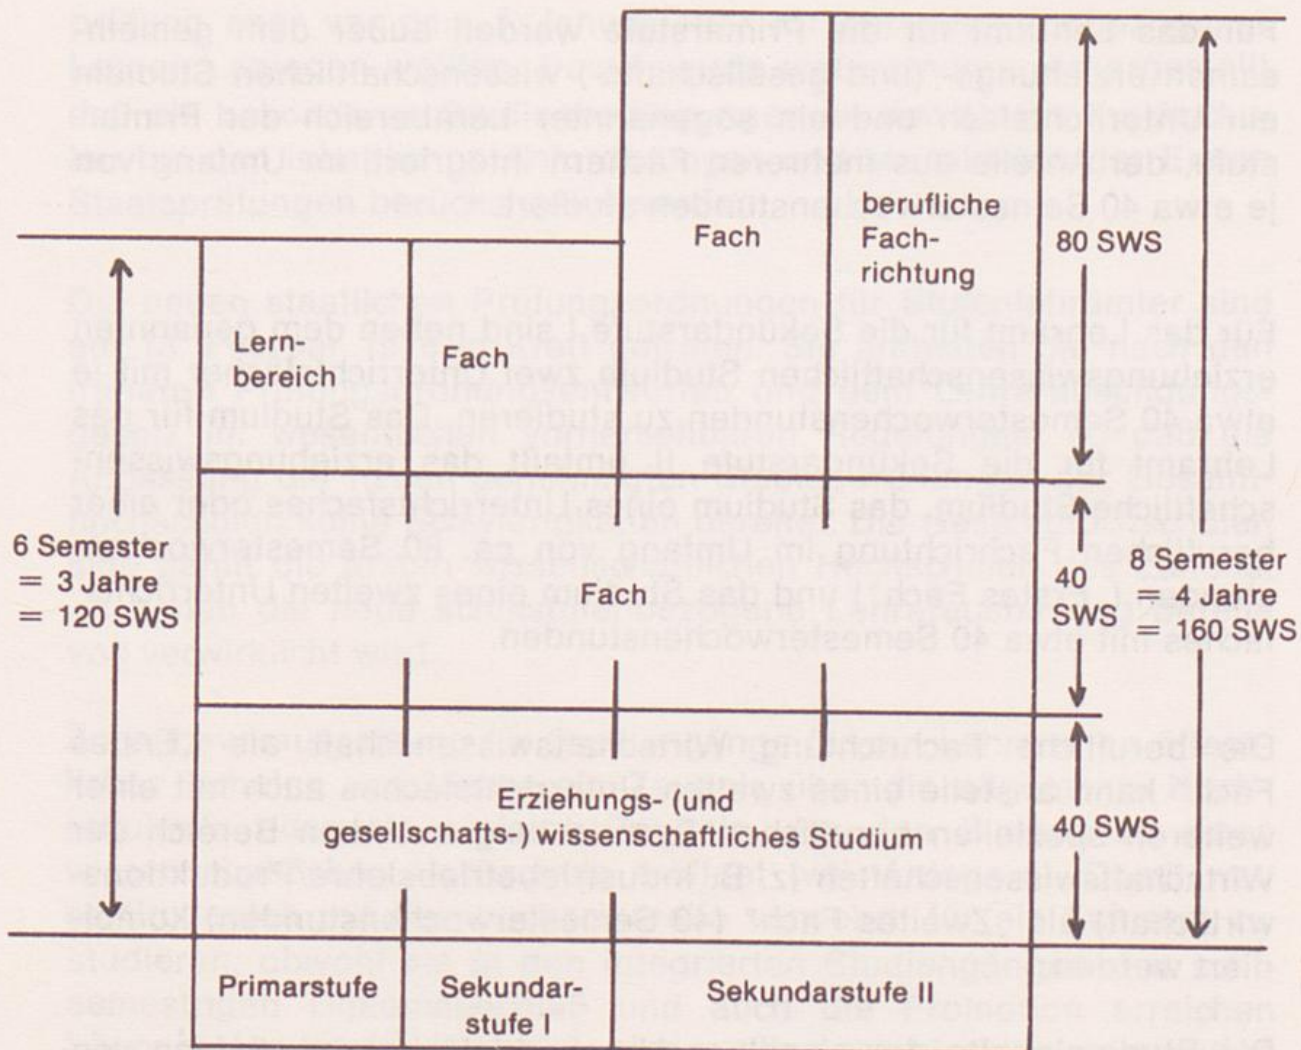 Fach
berufliche
Fach-
richtung
80 SWS
Lern-
bereich
Fach
6 Semester
= 3 Jahre
= 120 SWS
Fach
40
SWS
8 Semester
= 4 Jahre
= 160 SWS
Erziehungs- (und
gesellschafts-) wissenschaftliches Studium
40 SWS
Primarstufe
Sekundar-
stufe I
Sekundarstufe II